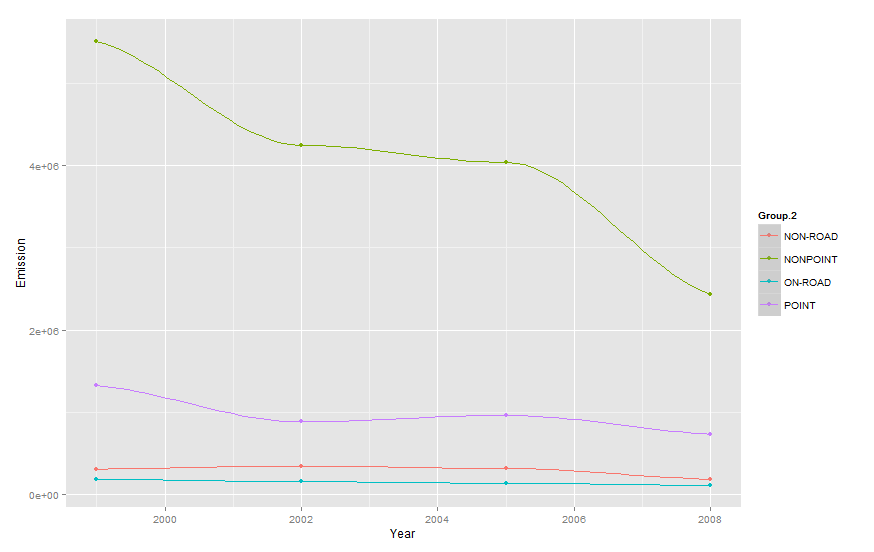 4e+06
2e+06
0e+00
Emission
2000
2002
2004
2006
2008
Year
Group.2
NON-ROAD
NONPOINT
ON-ROAD
POINT